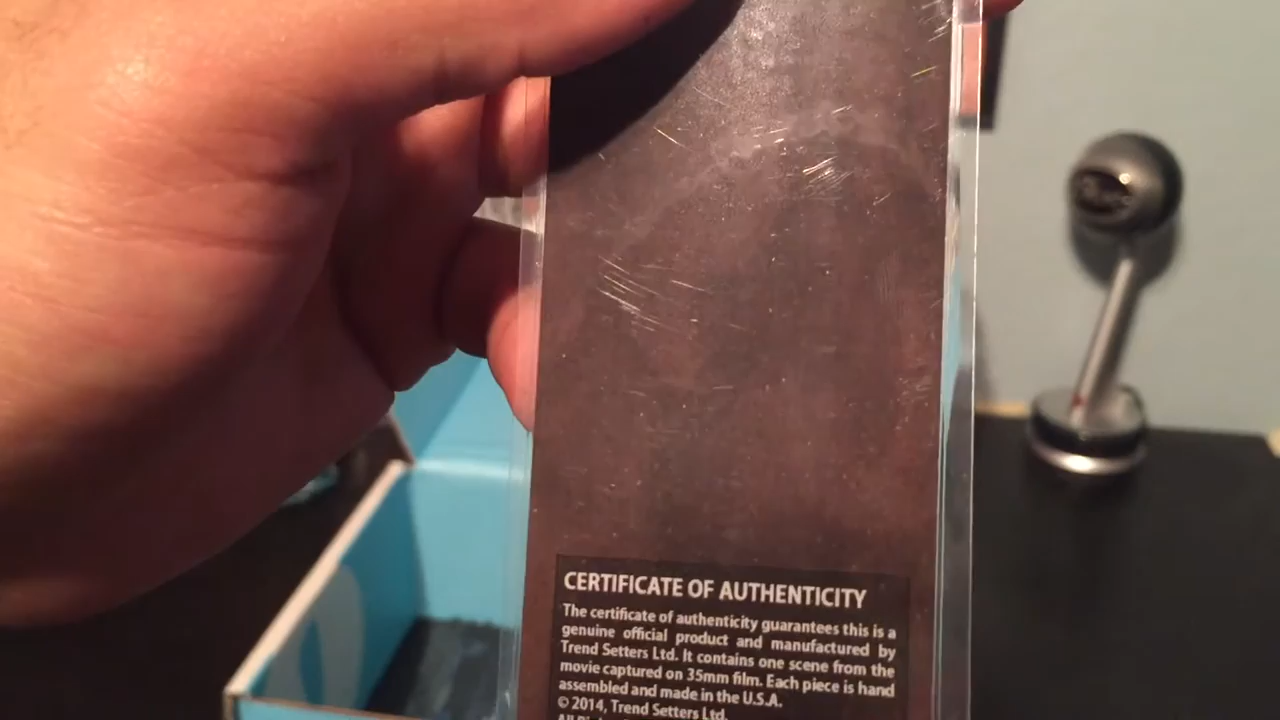 CERTIFICATE OF AUTHENTICITY
The certificate of authenticity guarantees this is a
genuine official product and manufactured by
Trend Setters Ltd. It contains one scene from the
movie captured on 35mm film. Each piece is hand
assembled and made in the U.S.A.
© 2014, Trend Setters Ltd.